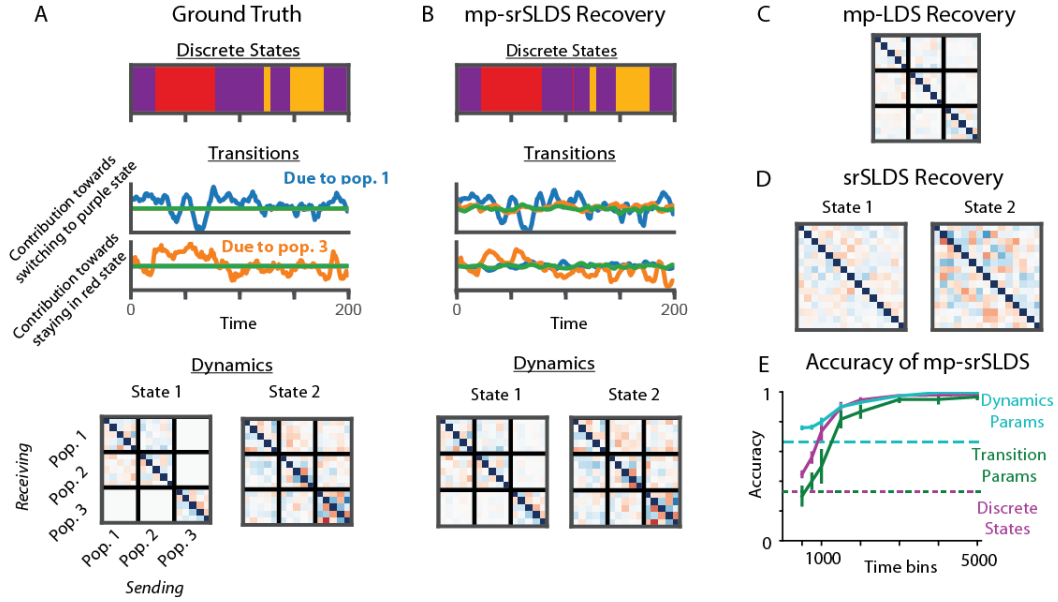 A
Ground Truth
Discrete States
Transitions
Contribution towards
switching to purple state
Due to pop. 1
Contribution towards
staying in red state
Due to pop. 3
0
200
Time
Dynamics
State 1
State 2
Receiving
Pop. 1
Pop. 2
Pop. 3
Pop. 1
Pop. 2
Pop. 3
Sending
B
mp-srSLDS Recovery
Discrete States
Transitions
0
200
Time
Dynamics
State 1
State 2
C
mp-LDS Recovery
D
srSLDS Recovery
State 1
State 2
E
Accuracy of mp-srSLDS
1
Accuracy
0
1000
Time bins
5000
Dynamics
Params
Transition
Params
Discrete
States